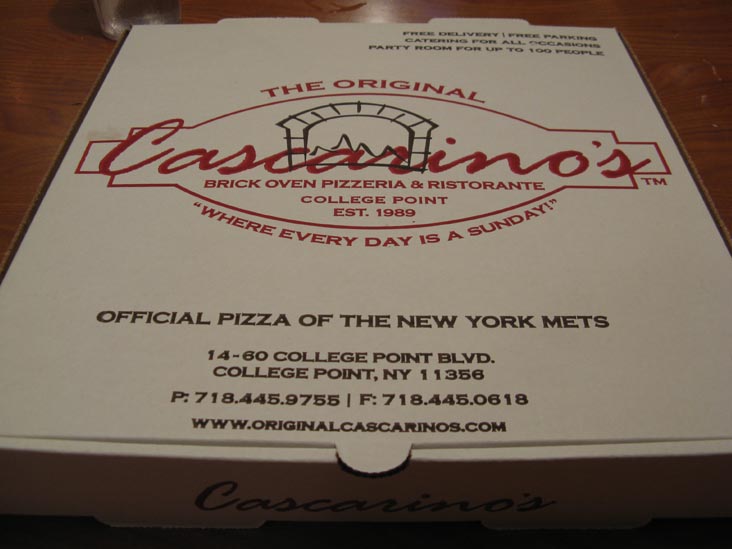 FREE DELIVERY | FREE PARKING
CATERING FOR ALL OCCASIONS
PARTY ROOM FOR UP TO 100 PEOPLE
THE ORIGINAL
Cascarino's TM
BRICK OVEN PIZZERIA & RISTORANTE
COLLEGE POINT
EST. 1989
"WHERE EVERY DAY IS A SUNDAY!"
OFFICIAL PIZZA OF THE NEW YORK METS
14-60 COLLEGE POINT BLVD.
COLLEGE POINT, NY 11356
P: 718.445.9755 | F: 718.445.0618
WWW.ORIGINALCASCARINOS.COM
Cascarino's